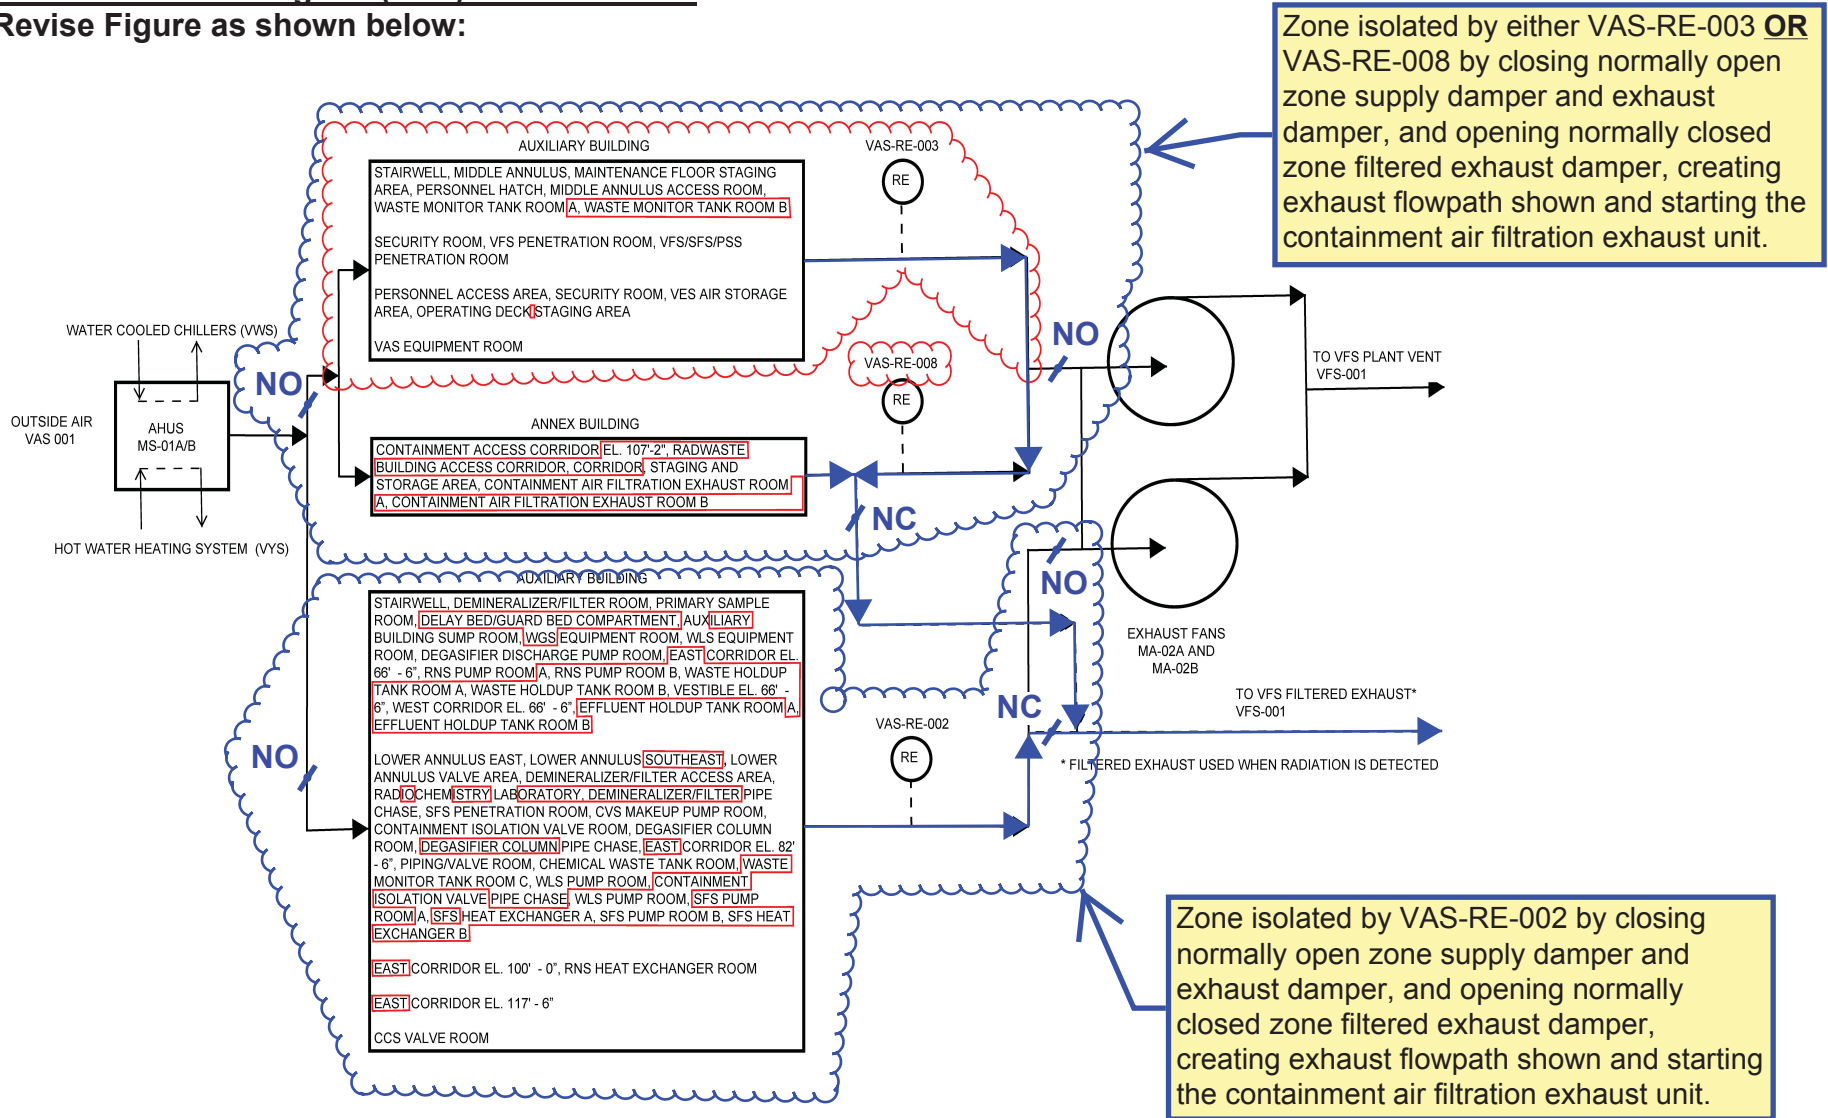 Revise Figure as shown below:
Zone isolated by either VAS-RE-003 OR
VAS-RE-008 by closing normally open
zone supply damper and exhaust
damper, and opening normally closed
zone filtered exhaust damper, creating
exhaust flowpath shown and starting the
containment air filtration exhaust unit.
AUXILIARY BUILDING
VAS-RE-003
RE
STAIRWELL, MIDDLE ANNULUS, MAINTENANCE FLOOR STAGING
AREA, PERSONNEL HATCH, MIDDLE ANNULUS ACCESS ROOM,
WASTE MONITOR TANK ROOM A, WASTE MONITOR TANK ROOM B
SECURITY ROOM, VFS PENETRATION ROOM, VFS/SFS/PSS
PENETRATION ROOM
PERSONNEL ACCESS AREA, SECURITY ROOM, VES AIR STORAGE
AREA, OPERATING DECK STAGING AREA
VAS EQUIPMENT ROOM
WATER COOLED CHILLERS (VWS)
NO
NO
VAS-RE-008
RE
TO VFS PLANT VENT
VFS-001
OUTSIDE AIR
VAS 001
AHUS
MS-01A/B
HOT WATER HEATING SYSTEM (VYS)
ANNEX BUILDING
CONTAINMENT ACCESS CORRIDOR EL. 107'-2", RADWASTE
BUILDING ACCESS CORRIDOR, CORRIDOR, STAGING AND
STORAGE AREA, CONTAINMENT AIR FILTRATION EXHAUST ROOM
A, CONTAINMENT AIR FILTRATION EXHAUST ROOM B
NC
NO
AUXILIARY BUILDING
STAIRWELL, DEMINERALIZER/FILTER ROOM, PRIMARY SAMPLE
ROOM, DELAY BED/GUARD BED COMPARTMENT, AUXILIARY
BUILDING SUMP ROOM, WGS EQUIPMENT ROOM, WLS EQUIPMENT
ROOM, DEGASIFIER DISCHARGE PUMP ROOM, EAST CORRIDOR EL.
66' - 6”, RNS PUMP ROOM A, RNS PUMP ROOM B, WASTE HOLDUP
TANK ROOM A, WASTE HOLDUP TANK ROOM B, VESTIBLE EL. 66' -
6”, WEST CORRIDOR EL. 66' - 6”, EFFLUENT HOLDUP TANK ROOM A,
EFFLUENT HOLDUP TANK ROOM B
LOWER ANNULUS EAST, LOWER ANNULUS SOUTHEAST, LOWER
ANNULUS VALVE AREA, DEMINERALIZER/FILTER ACCESS AREA,
RADIOCHEMISTRY LABORATORY, DEMINERALIZER/FILTER PIPE
CHASE, SFS PENETRATION ROOM, CVS MAKEUP PUMP ROOM,
CONTAINMENT ISOLATION VALVE ROOM, DEGASIFIER COLUMN
ROOM, DEGASIFIER COLUMN PIPE CHASE, EAST CORRIDOR EL. 82'
- 6”, PIPING/VALVE ROOM, CHEMICAL WASTE TANK ROOM, WASTE
MONITOR TANK ROOM C, WLS PUMP ROOM, CONTAINMENT
ISOLATION VALVE PIPE CHASE, WLS PUMP ROOM, SFS PUMP
ROOM A, SFS HEAT EXCHANGER A, SFS PUMP ROOM B, SFS HEAT
EXCHANGER B
EAST CORRIDOR EL. 100' - 0”, RNS HEAT EXCHANGER ROOM
EAST CORRIDOR EL. 117' - 6”
CCS VALVE ROOM
NO
EXHAUST FANS
MA-02A AND
MA-02B
NC
VAS-RE-002
RE
TO VFS FILTERED EXHAUST*
VFS-001
* FILTERED EXHAUST USED WHEN RADIATION IS DETECTED
Zone isolated by VAS-RE-002 by closing
normally open zone supply damper and
exhaust damper, and opening normally
closed zone filtered exhaust damper,
creating exhaust flowpath shown and starting
the containment air filtration exhaust unit.